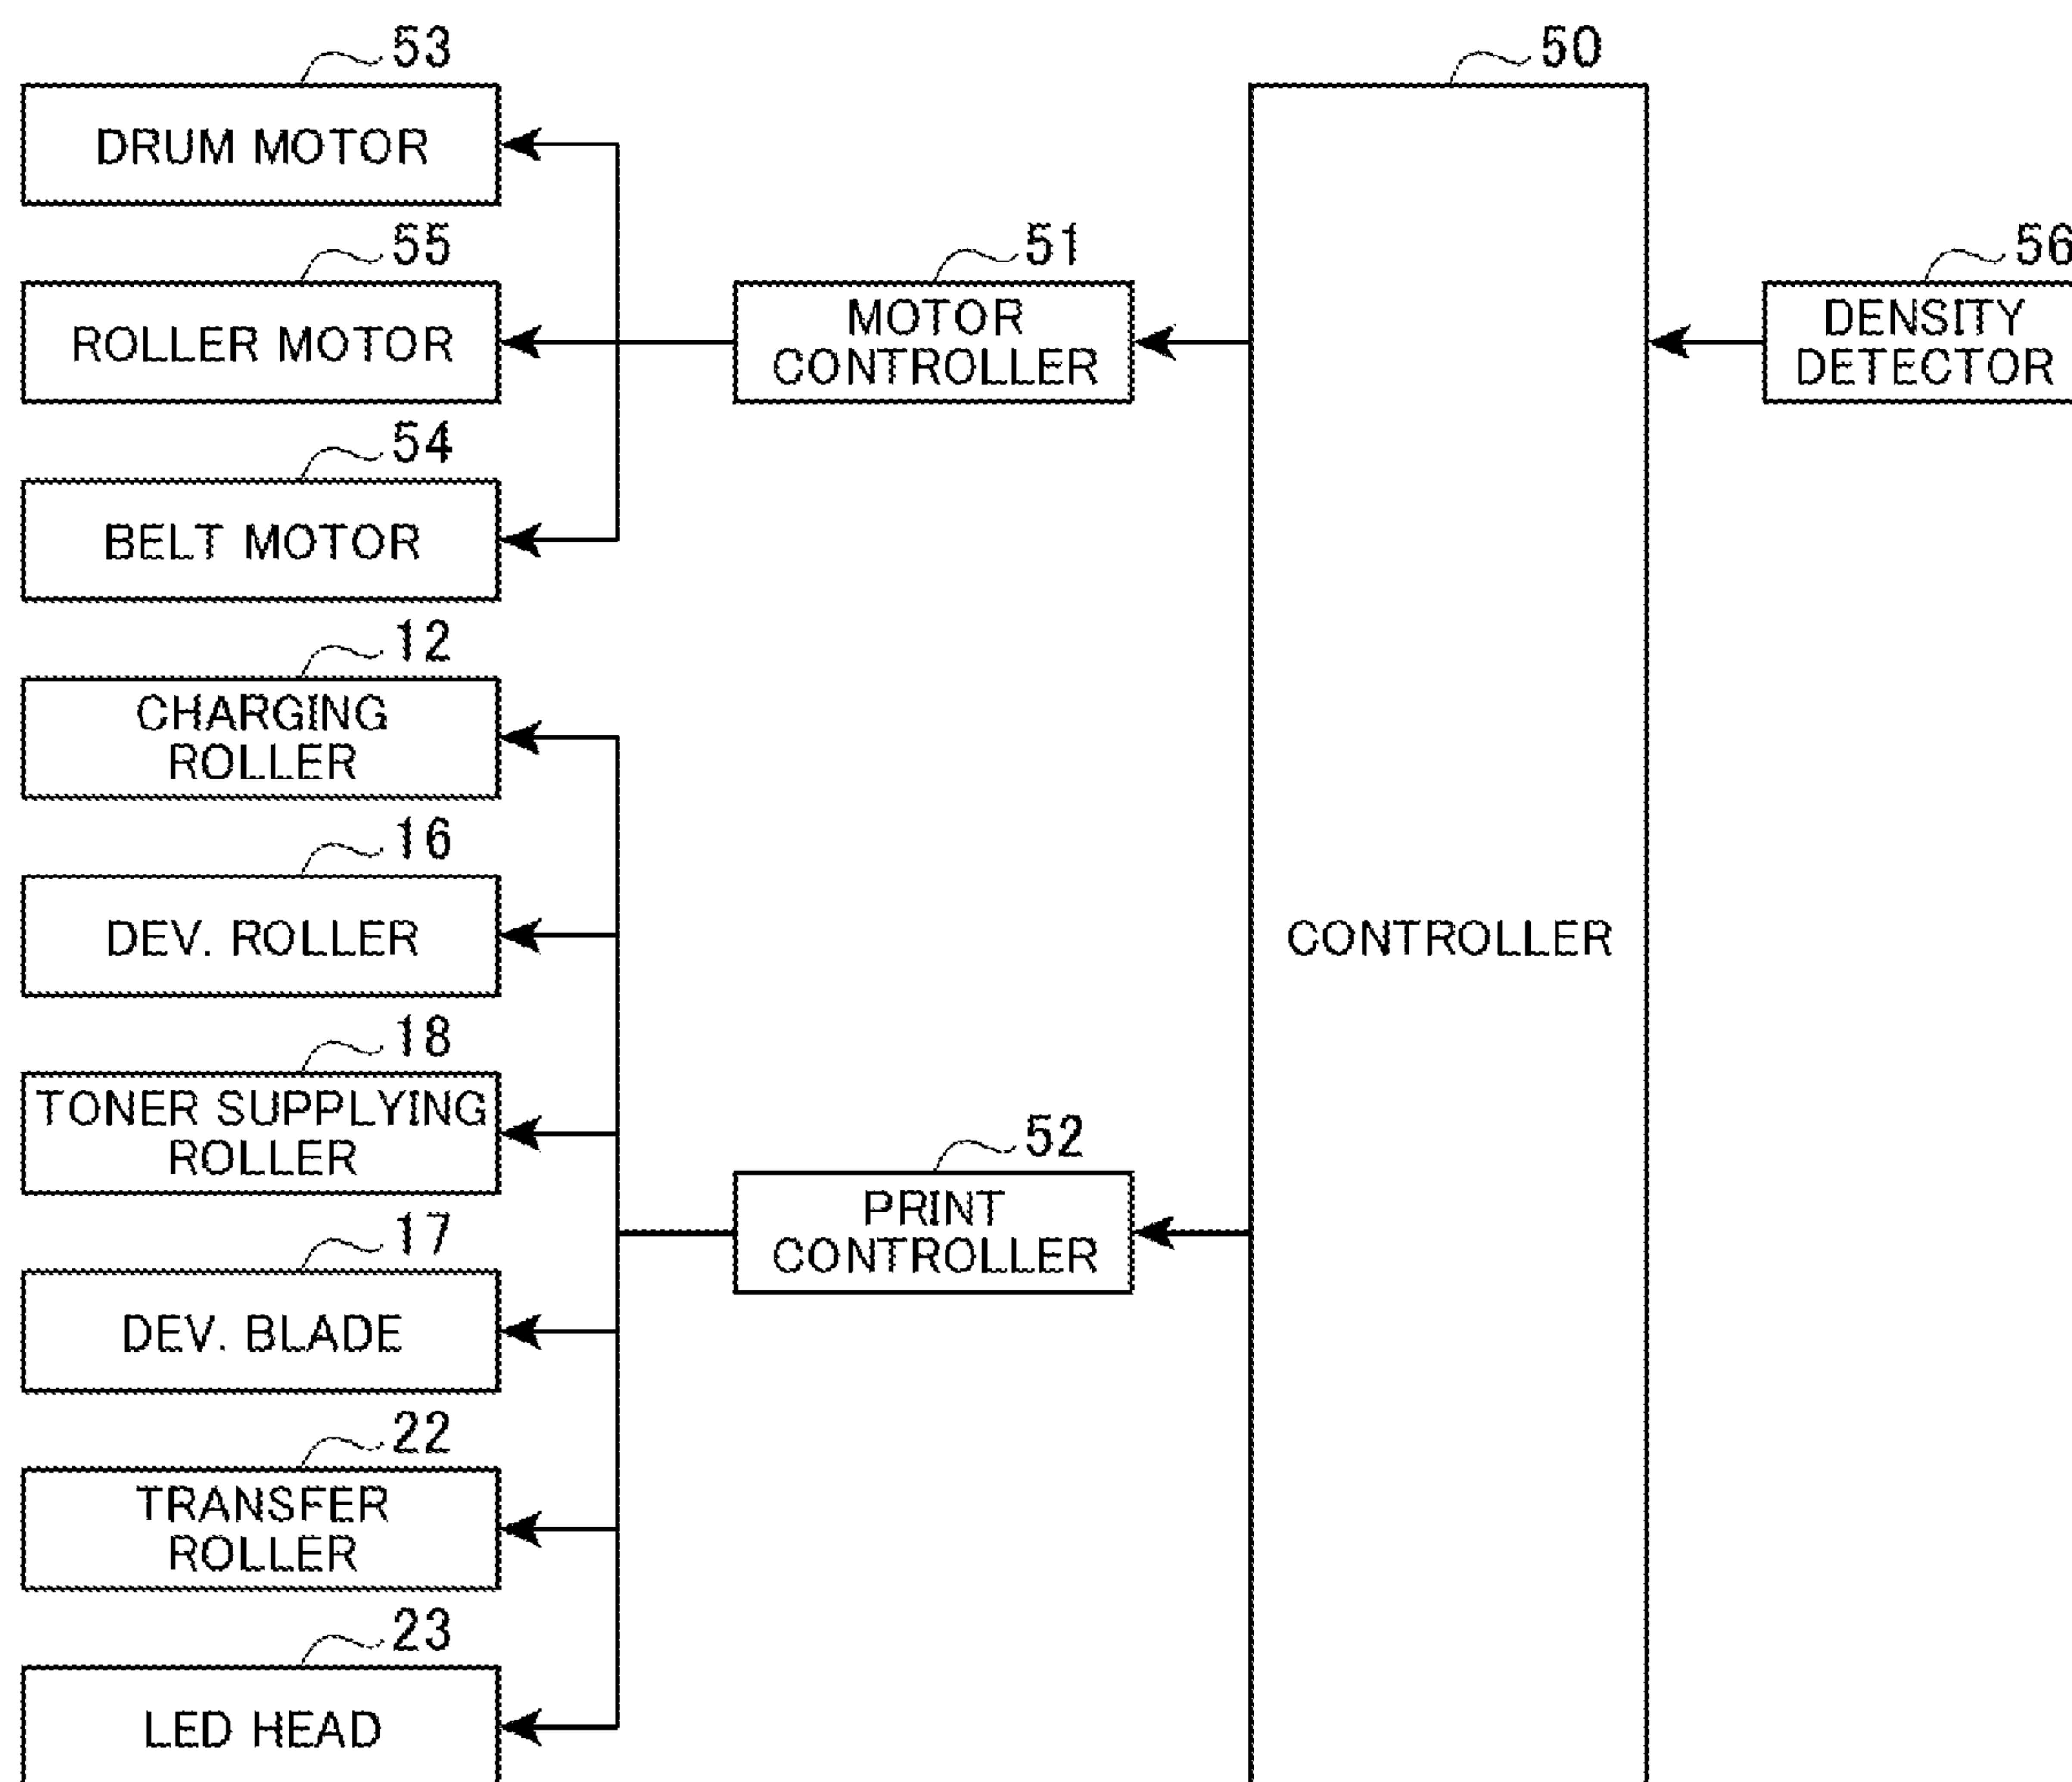 53
DRUM MOTOR
55
ROLLER MOTOR
54
BELT MOTOR
12
CHARGING
ROLLER
16
DEV. ROLLER
18
TONER SUPPLYING
ROLLER
17
DEV. BLADE
22
TRANSFER
ROLLER
23
LED HEAD
51
MOTOR
CONTROLLER
52
PRINT
CONTROLLER
50
CONTROLLER
56
DENSITY
DETECTOR